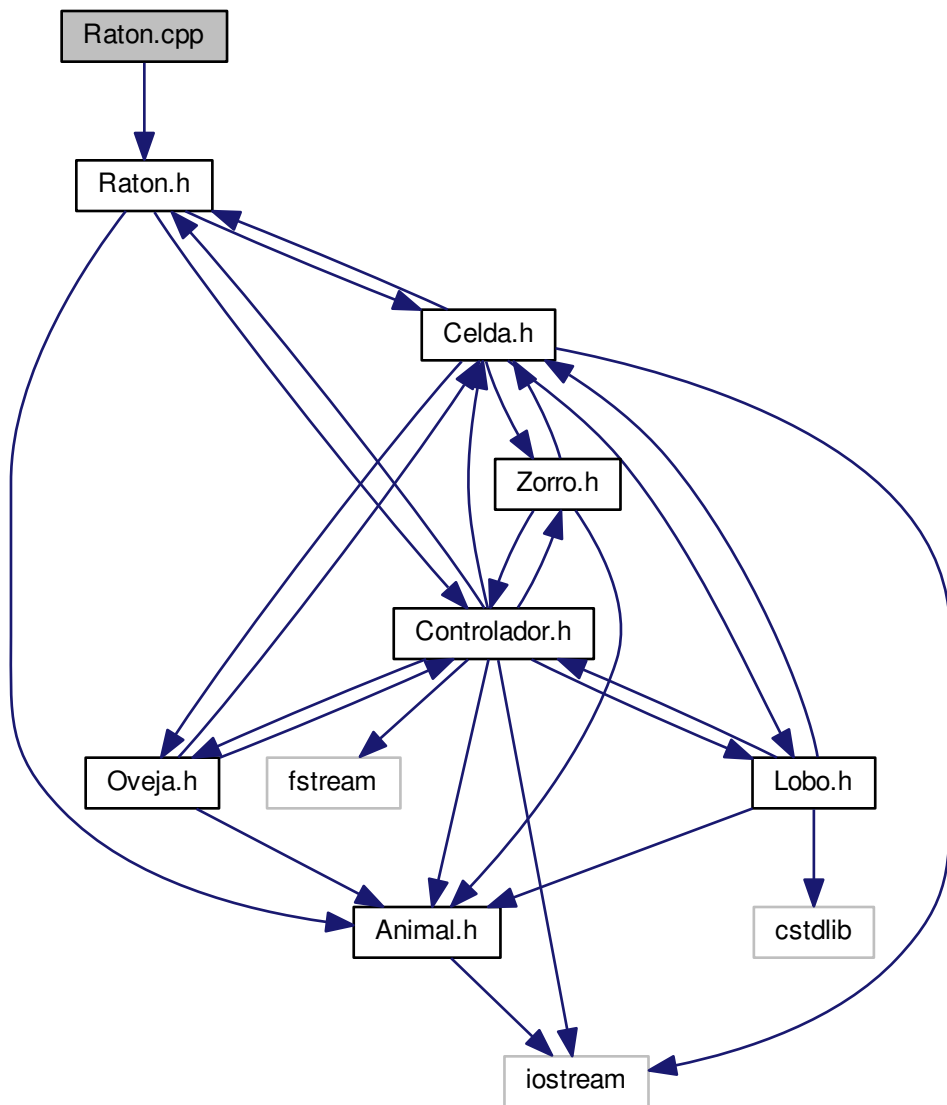 Raton.cpp
Raton.h
Celda.h
Zorro.h
Controlador.h
Oveja.h
fstream
Lobo.h
Animal.h
cstdlib
iostream